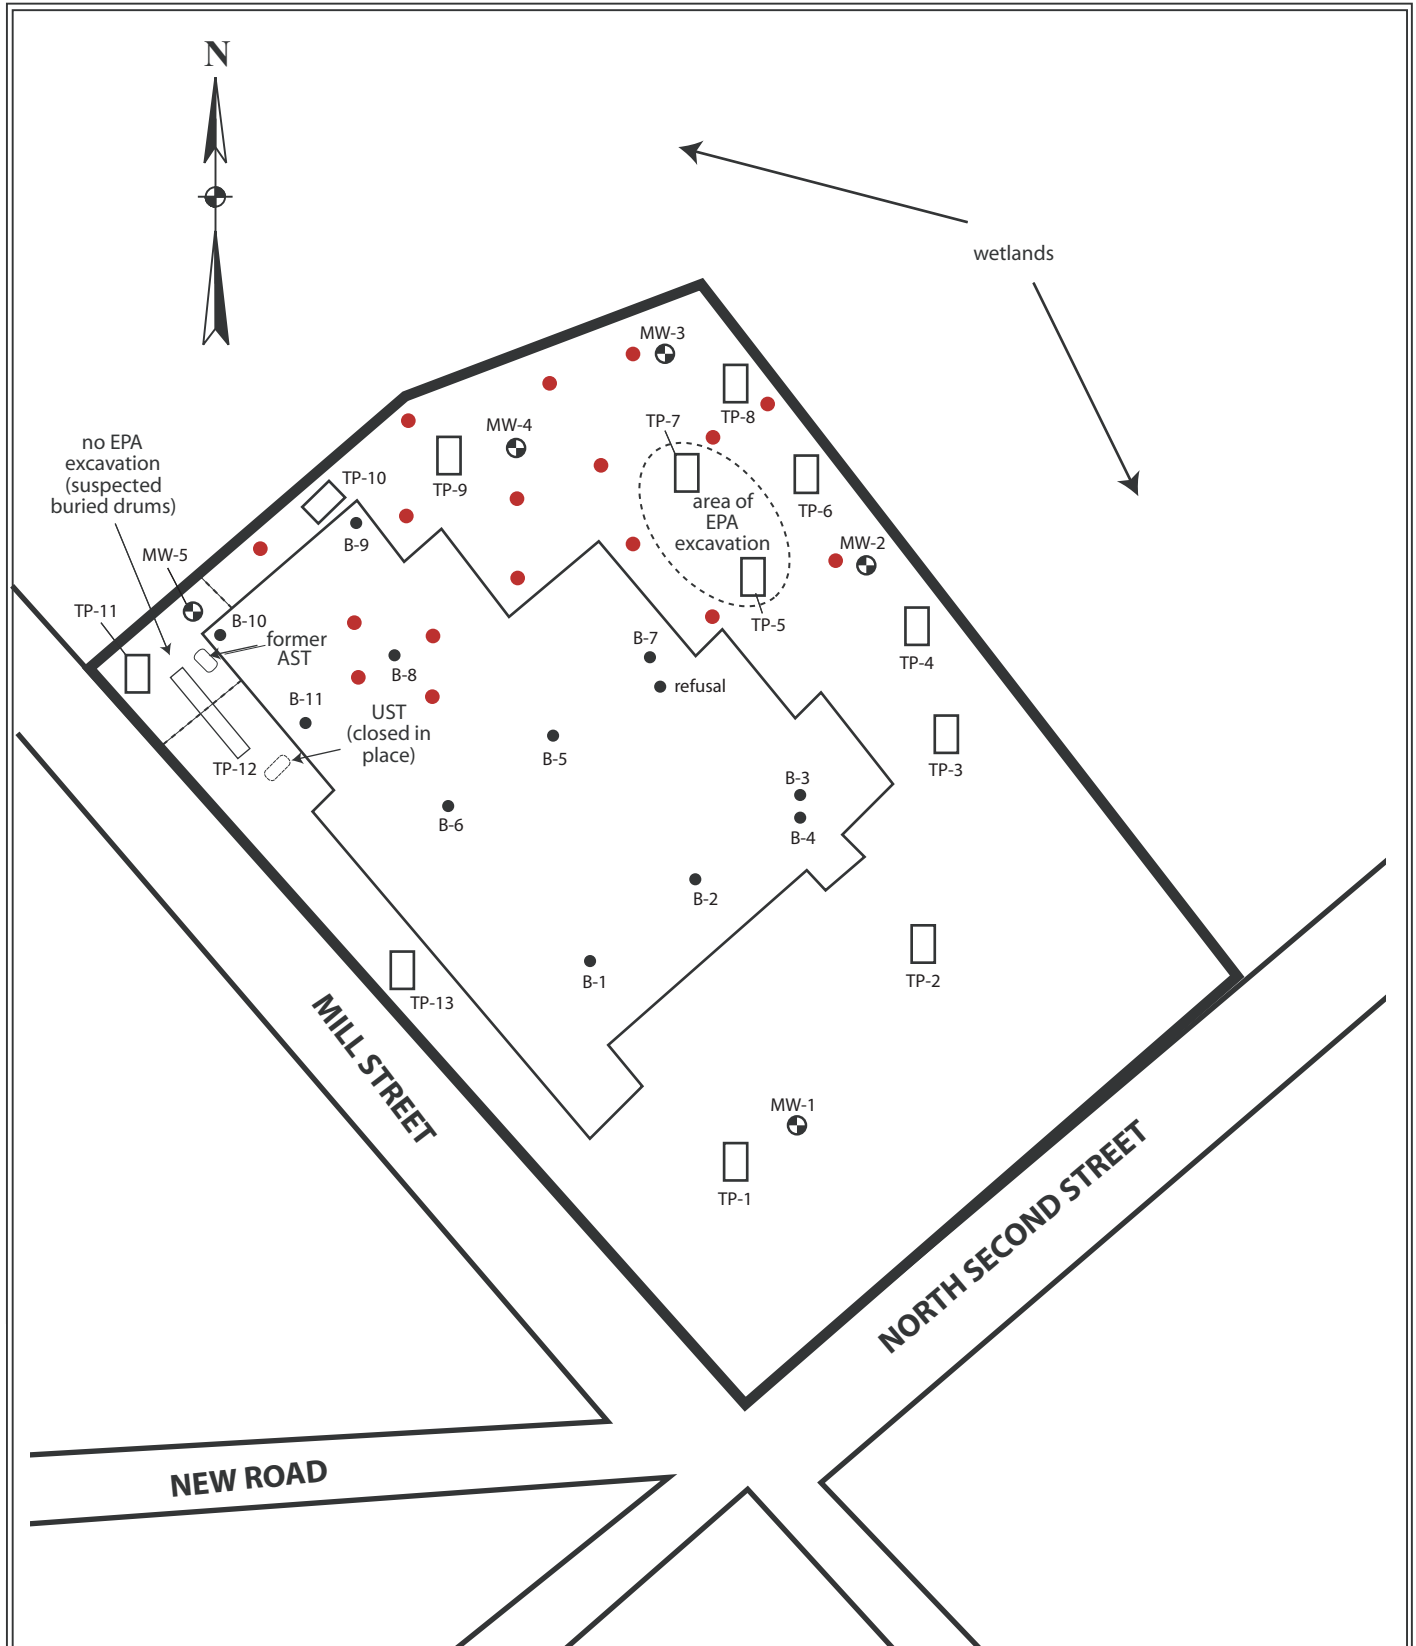 N
wetlands
MW-3
TP-8
TP-7
MW-4
no EPA
excavation
(suspected
buried drums)
TP-10
TP-9
area of
EPA
excavation
TP-6
B-9
MW-2
MW-5
TP-11
B-10
former
AST
TP-5
B-7
TP-4
B-8
refusal
B-11
UST
(closed in
place)
B-5
TP-12
TP-3
B-3
B-6
B-4
B-2
B-1
TP-2
TP-13
MILL STREET
MW-1
TP-1
NORTH SECOND STREET
NEW ROAD